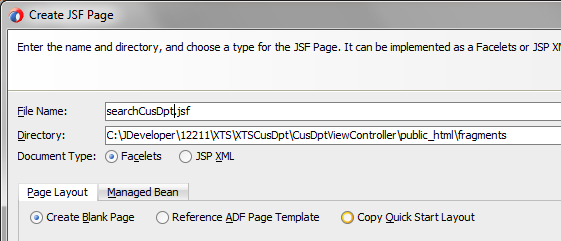 Create JSF Page
Enter the name and directory, and choose a type for the JSF Page. It can be implemented as a Facelets or JSP
File Name: searchCusDpt.jsf
Directory: C:\JDeveloper\12211\XTS\XTSCusDpt\CusDptViewController\public_html\fragments
Document Type: Facelets JSP XML
Page Layout Managed Bean
Create Blank Page Reference ADF Page Template Copy Quick Start Layout